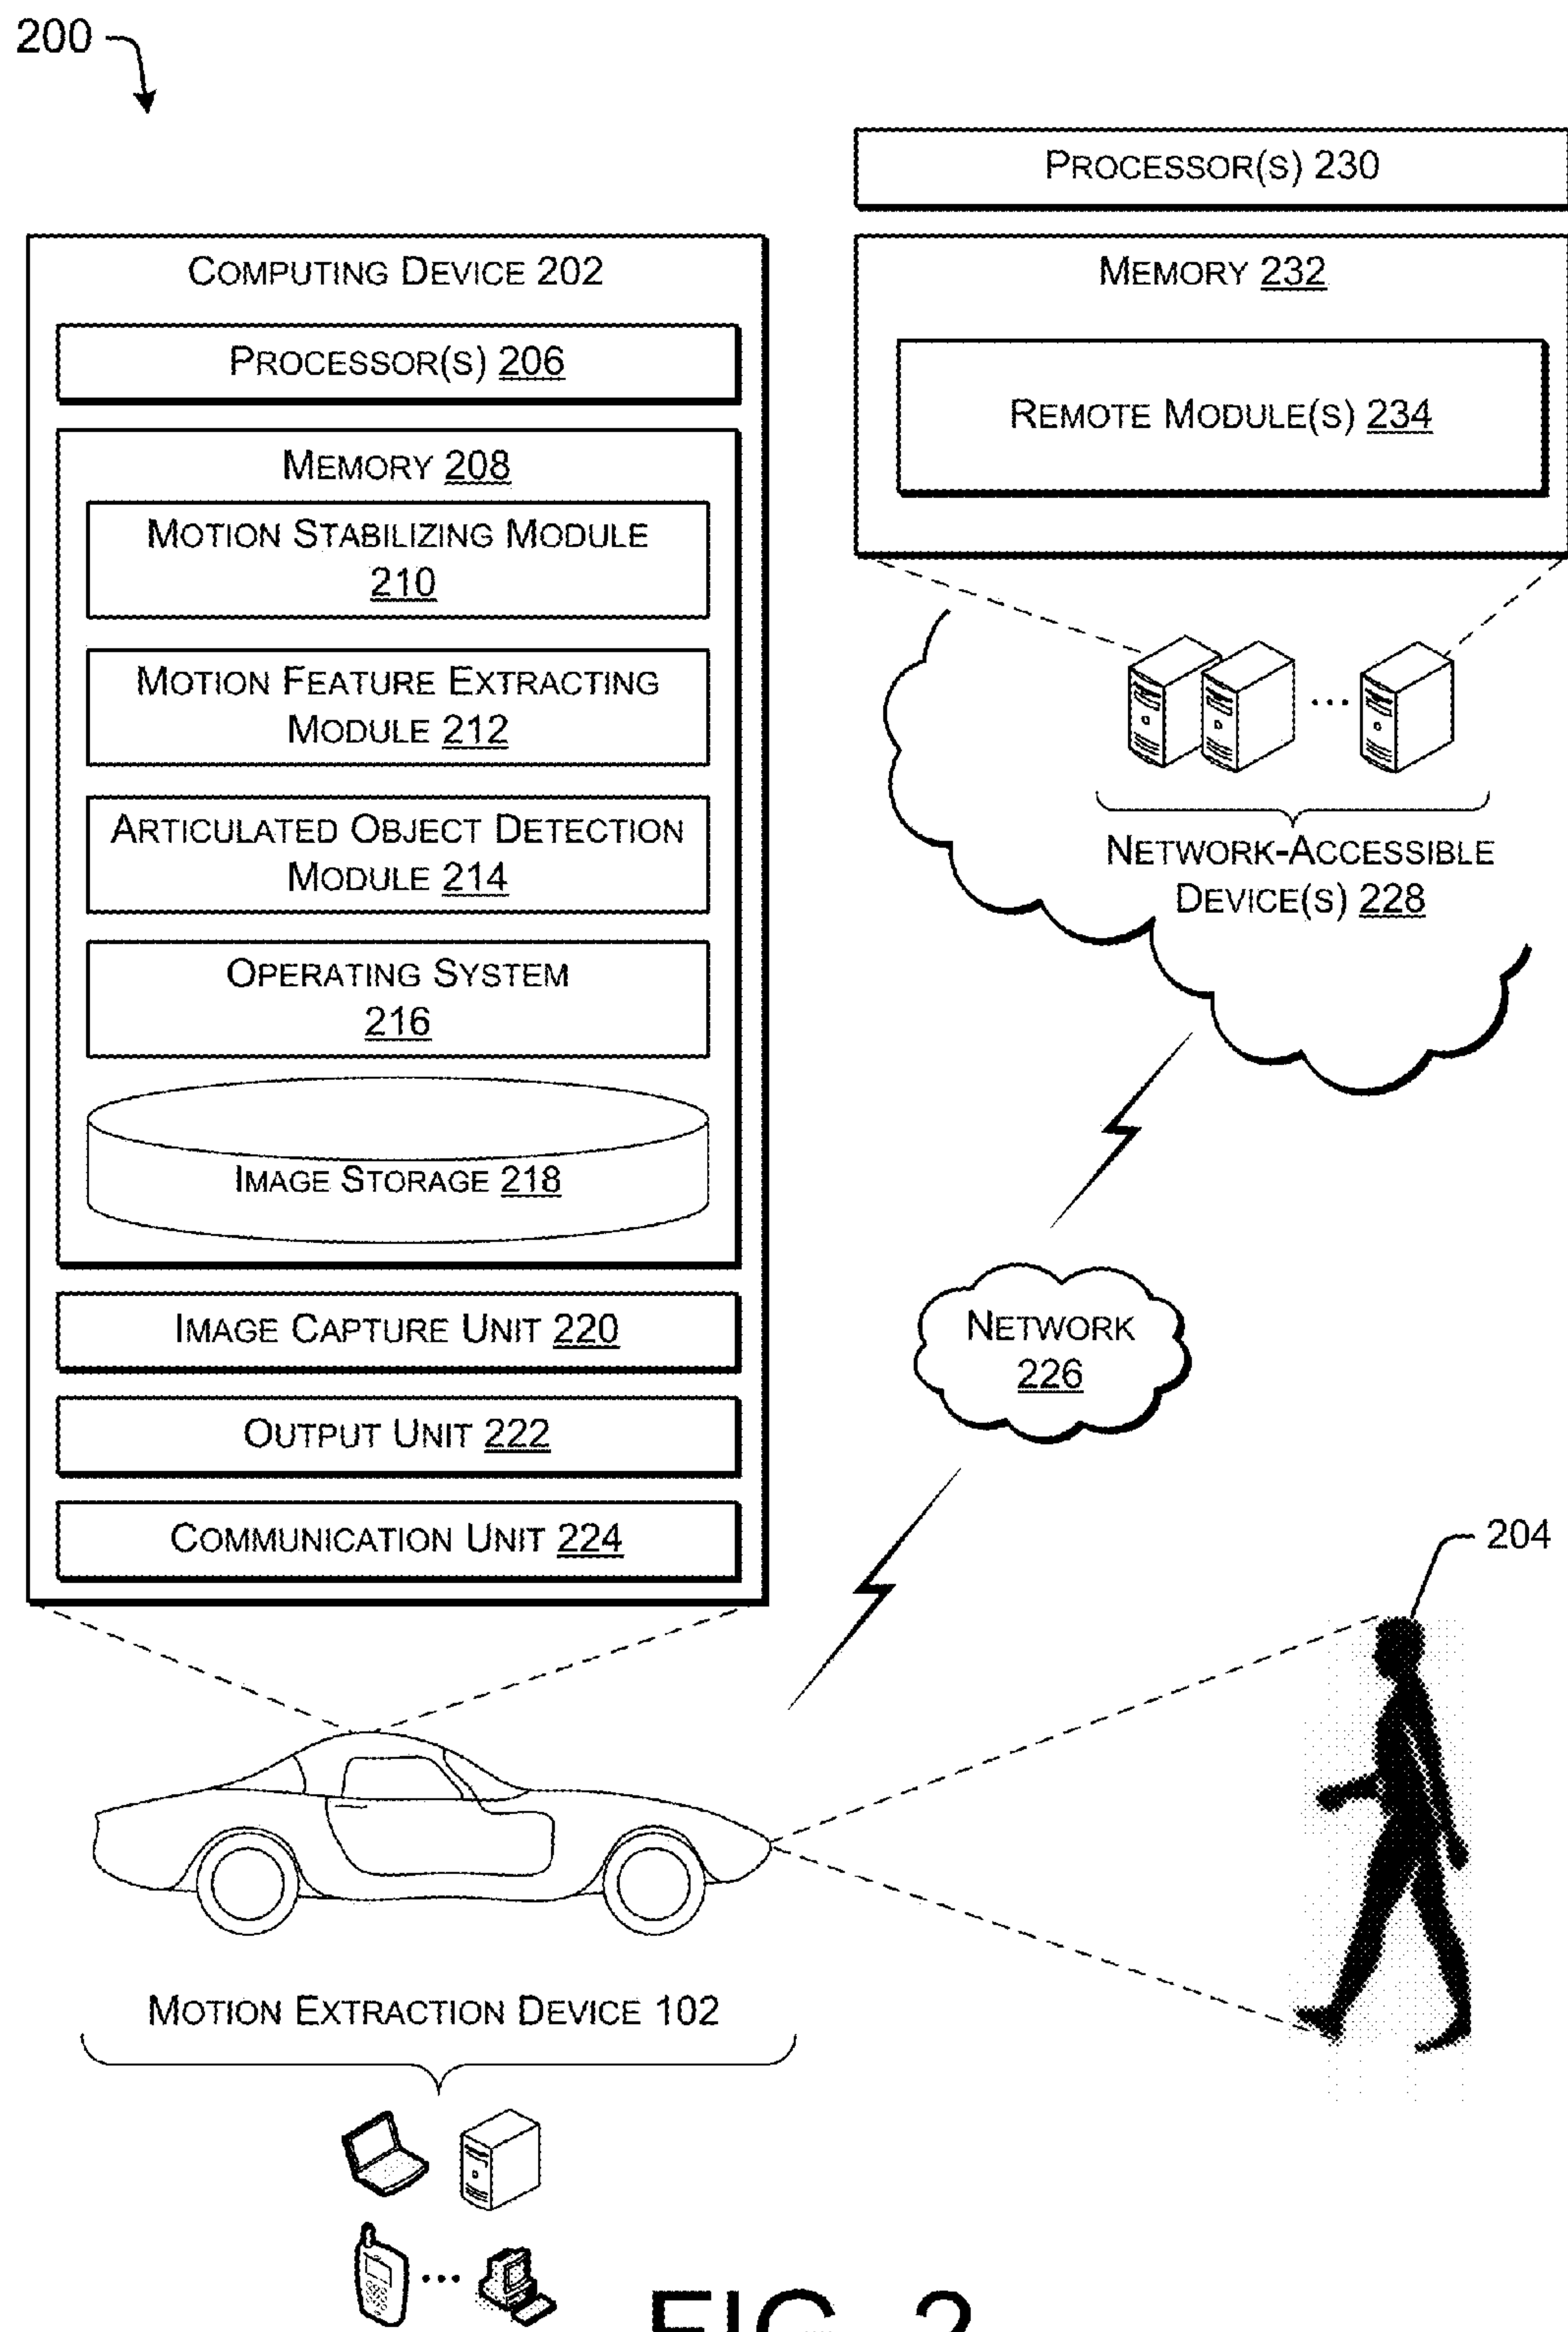 200
PROCESSOR(S) 230
COMPUTING DEVICE 202
MEMORY 232
PROCESSOR(S) 206
REMOTE MODULE(S) 234
MEMORY 208
MOTION STABILIZING MODULE
210
MOTION FEATURE EXTRACTING
MODULE 212
ARTICULATED OBJECT DETECTION
MODULE 214
NETWORK-ACCESSIBLE
DEVICE(S) 228
OPERATING SYSTEM
216
IMAGE STORAGE 218
IMAGE CAPTURE UNIT 220
NETWORK
226
OUTPUT UNIT 222
COMMUNICATION UNIT 224
204
MOTION EXTRACTION DEVICE 102
FIG. 2